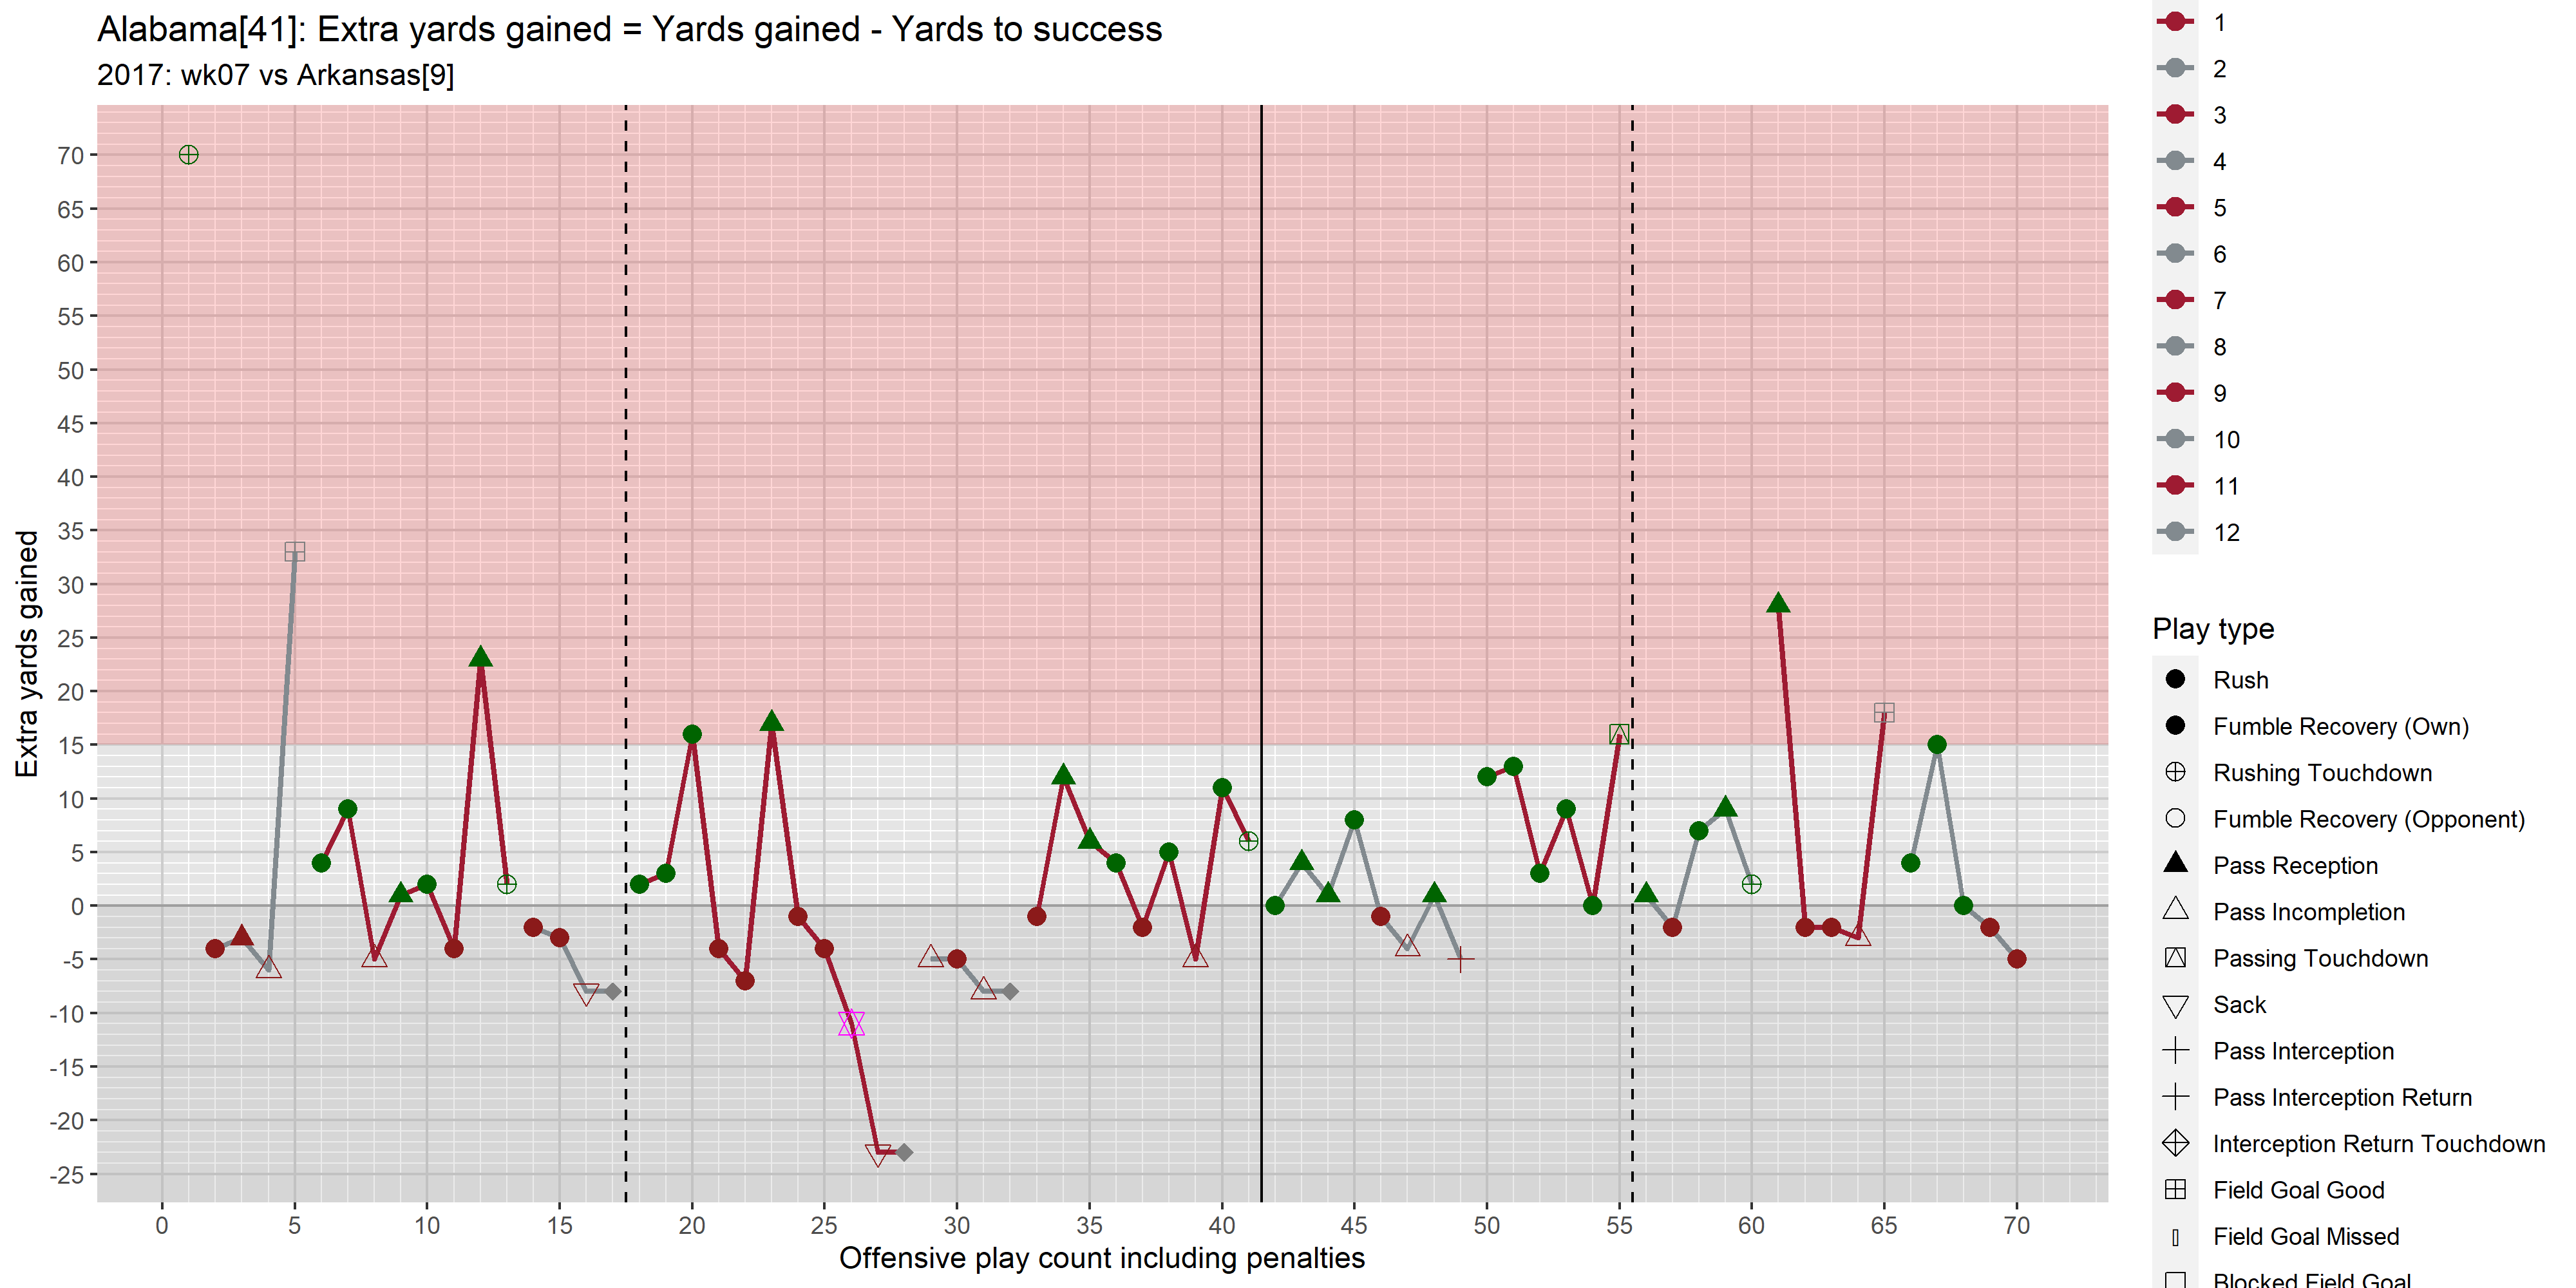 Alabama[41]: Extra yards gained = Yards gained - Yards to success
2017: wk07 vs Arkansas[9]
Extra yards gained
70
65
60
55
50
45
40
35
30
25
20
15
10
5
0
-5
-10
-15
-20
-25
0 5 10 15 20 25 30 35 40 45 50 55 60 65 70
Offensive play count including penalties
1
2
3
4
5
6
7
8
9
10
11
12
Play type
Rush
Fumble Recovery (Own)
Rushing Touchdown
Fumble Recovery (Opponent)
Pass Reception
Pass Incompletion
Passing Touchdown
Sack
Pass Interception
Pass Interception Return
Interception Return Touchdown
Field Goal Good
Field Goal Missed
Blocked Field Goal